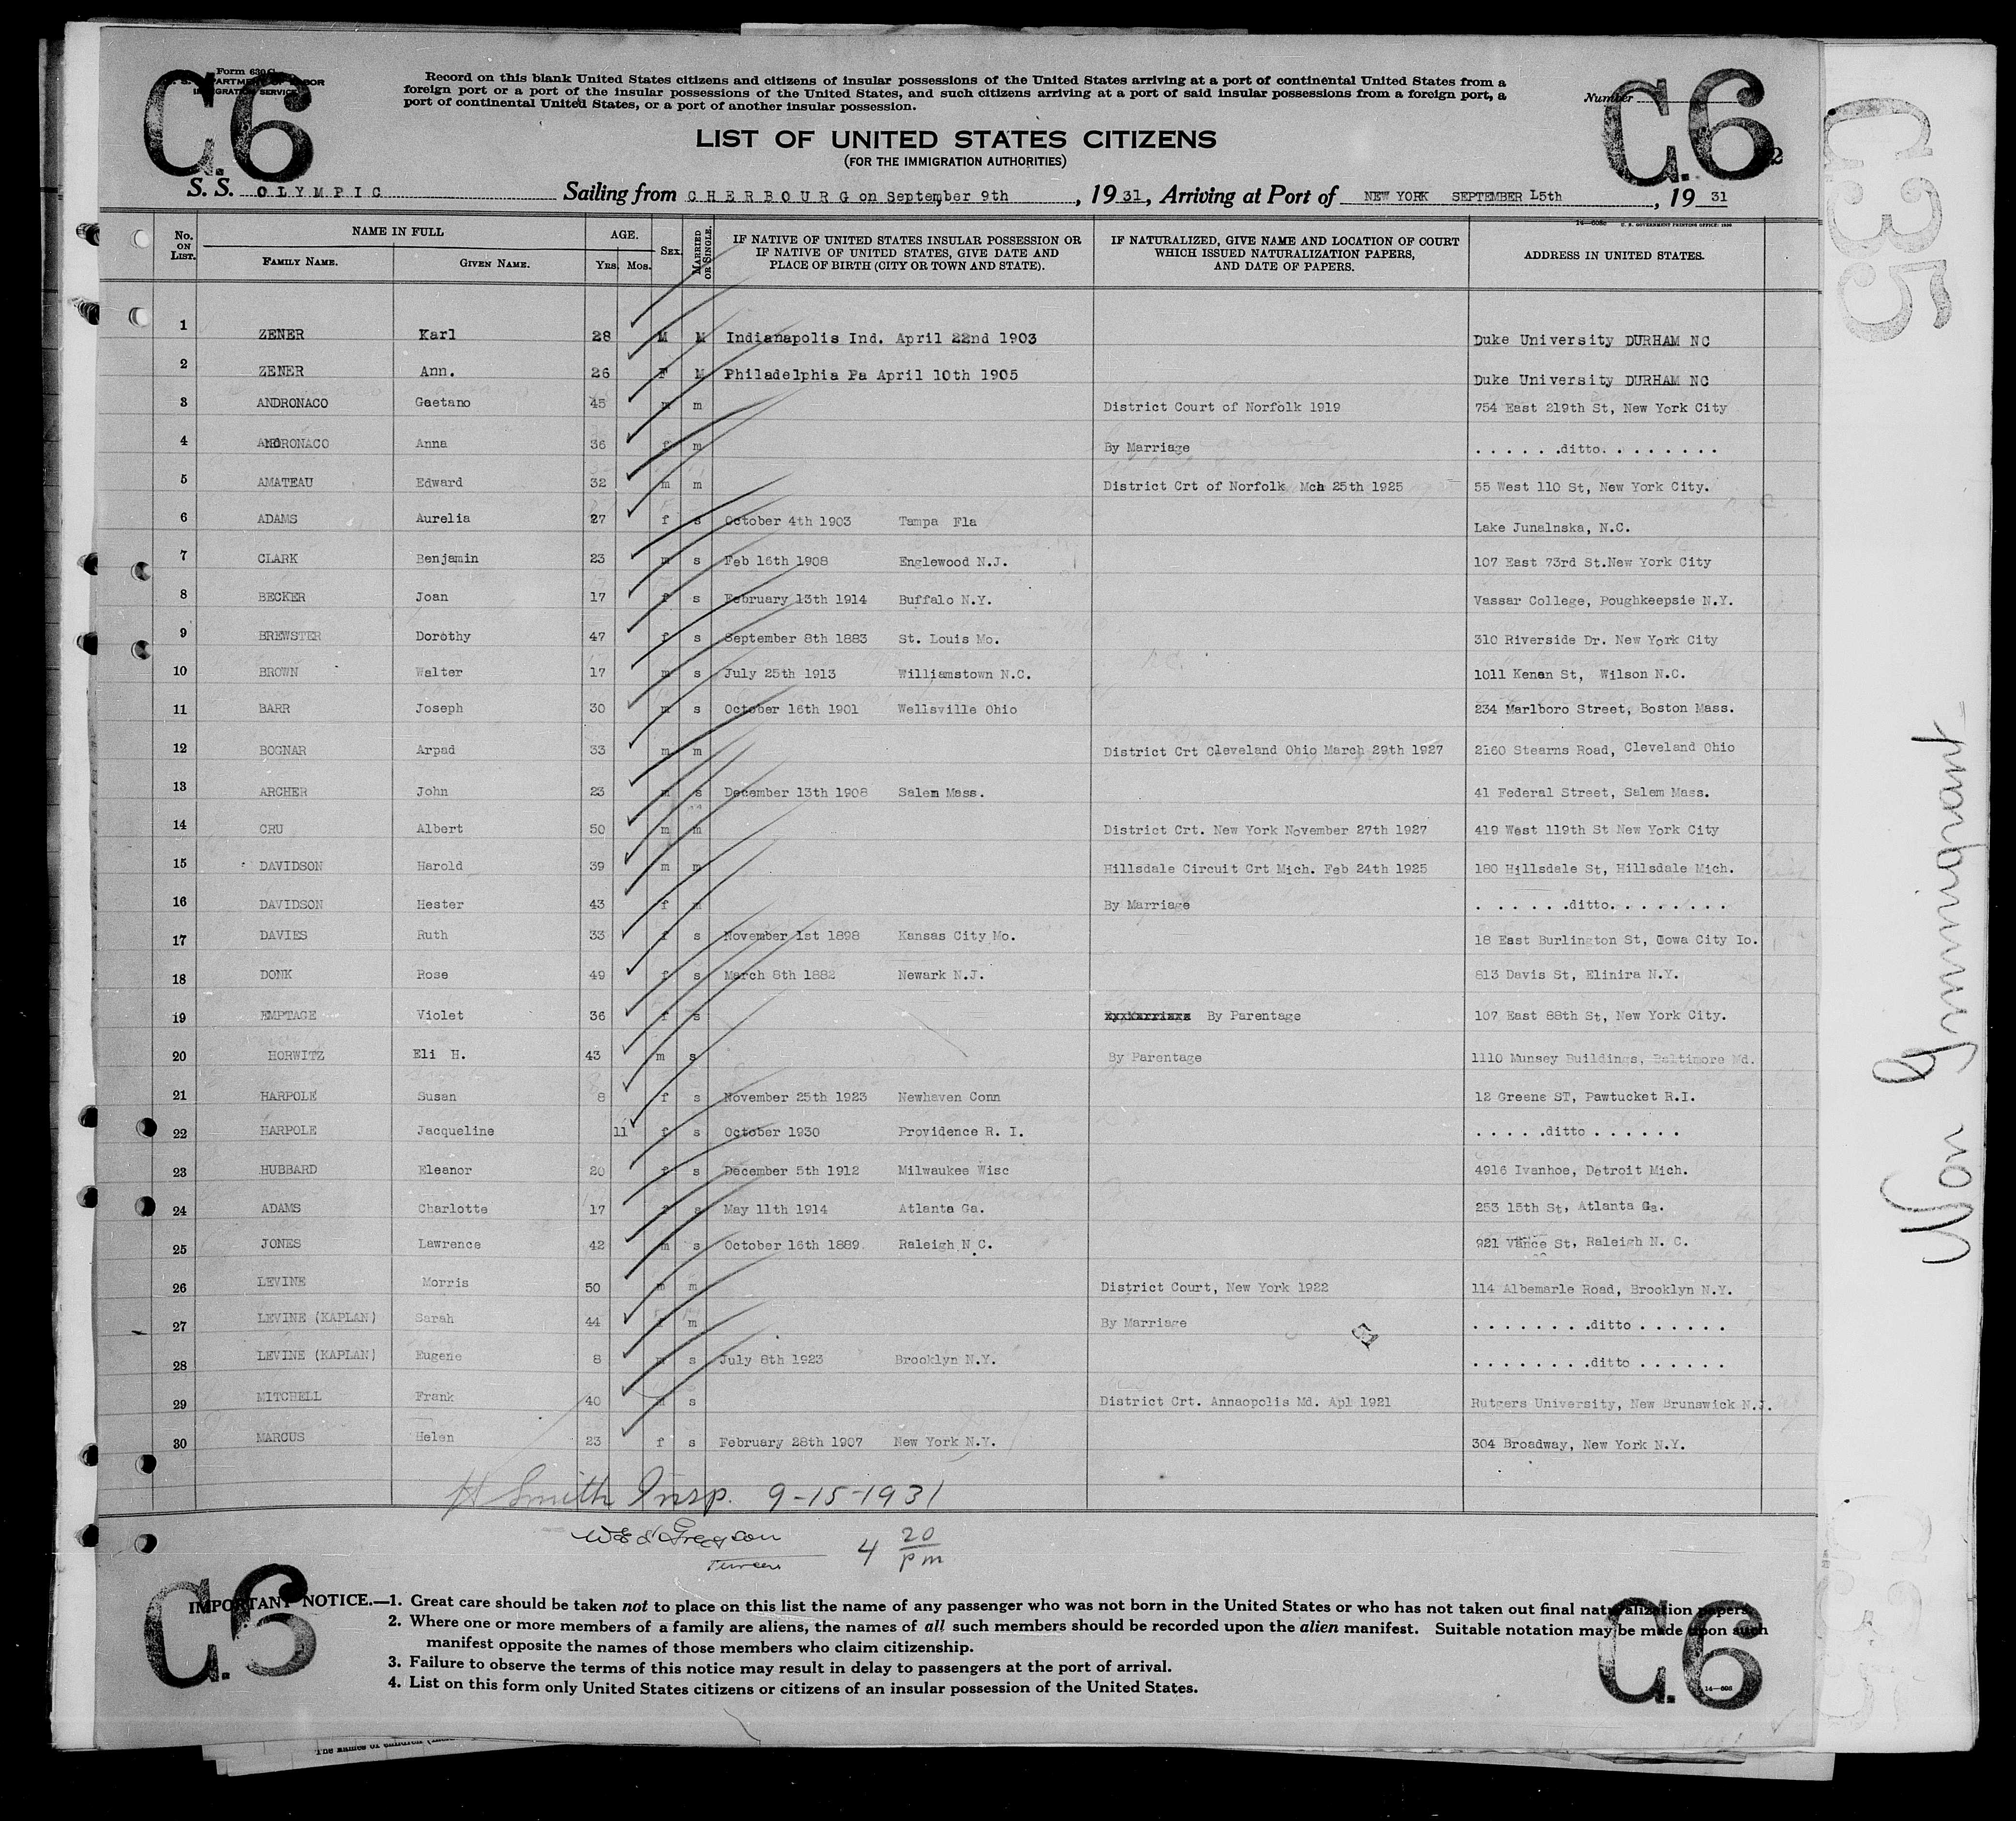 Form 630 C
U. S. DEPARTMENT OF LABOR
IMMIGRATION SERVICE
C.6
Record on this blank United States citizens and citizens of insular possessions of the United States arriving at a port of continental United States from a
foreign port or a port of the insular possessions of the United States, and such citizens arriving at a port of said insular possessions from a foreign port, a
port of continental United States, or a port of another insular possession.
Number
C.6
2
LIST OF UNITED STATES CITIZENS
(FOR THE IMMIGRATION AUTHORITIES)
S. S. OLYMPIC Sailing from CHERBOURG on September 9th, 1931, Arriving at Port of NEW YORK SEPTEMBER L5th, 19 31
14—608c U. S. GOVERNMENT PRINTING OFFICE: 1930
No. ON LIST. NAME IN FULL FAMILY NAME. GIVEN NAME. AGE. YRS. MOS. SEX. MARRIED OR SINGLE. IF NATIVE OF UNITED STATES INSULAR POSSESSION OR IF NATIVE OF UNITED STATES, GIVE DATE AND PLACE OF BIRTH (CITY OR TOWN AND STATE). IF NATURALIZED, GIVE NAME AND LOCATION OF COURT WHICH ISSUED NATURALIZATION PAPERS, AND DATE OF PAPERS. ADDRESS IN UNITED STATES.
1 ZENER Karl 28 M M Indianapolis Ind. April 22nd 1903 Duke University DURHAM NC
2 ZENER Ann. 26 F M Philadelphia Pa April 10th 1905 Duke University DURHAM NC
3 ANDRONACO Gaetano 45 m m District Court of Norfolk 1919 754 East 219th St, New York City
4 ANDRONACO Anna 36 f m By Marriage . . . . . .ditto. . . . . . . .
5 AMATEAU Edward 32 m m District Crt of Norfolk Mch 25th 1925 55 West 110 St, New York City.
6 ADAMS Aurelia 27 f s October 4th 1903 Tampa Fla Lake Junalnska, N.C.
7 CLARK Benjamin 23 m s Feb 16th 1908 Englewood N.J. 107 East 73rd St.New York City
8 BECKER Joan 17 f s February 13th 1914 Buffalo N.Y. Vassar College, Poughkeepsie N.Y.
9 BREWSTER Dorothy 47 f s September 8th 1883 St. Louis Mo. 310 Riverside Dr. New York City
10 BROWN Walter 17 m s July 25th 1913 Williamstown N.C. 1011 Kenan St, Wilson N.C.
11 BARR Joseph 30 m s October 16th 1901 Wellsville Ohio 234 Marlboro Street, Boston Mass.
12 BOGNAR Arpad 33 m m District Crt Cleveland Ohio March 29th 1927 2160 Stearns Road, Cleveland Ohio
13 ARCHER John 23 m s December 13th 1908 Salem Mass. 41 Federal Street, Salem Mass.
14 CRU Albert 50 m m District Crt. New York November 27th 1927 419 West 119th St New York City
15 DAVIDSON Harold 39 m m Hillsdale Circuit Crt Mich. Feb 24th 1925 180 Hillsdale St, Hillsdale Mich.
16 DAVIDSON Hester 43 f m By Marriage . . . . . .ditto. . . . . . . .
17 DAVIES Ruth 33 f s November 1st 1898 Kansas City Mo. 18 East Burlington St, Cowa City Io.
18 DONK Rose 49 f s March 8th 1882 Newark N.J. 813 Davis St, Elinira N.Y.
19 EMPTAGE Violet 36 f s By Parentage 107 East 88th St, New York City.
20 HORWITZ Eli H. 43 m s By Parentage 1110 Munsey Buildings, Baltimore Md.
21 HARPOLE Susan 8 f s November 25th 1923 Newhaven Conn 12 Greene ST, Pawtucket R.I.
22 HARPOLE Jacqueline 11 f s October 1930 Providence R. I. . . . . .ditto . . . . . .
23 HUBBARD Eleanor 20 f s December 5th 1912 Milwaukee Wisc 4916 Ivanhoe, Detroit Mich.
24 ADAMS Charlotte 17 f s May 11th 1914 Atlanta Ga. 253 15th St, Atlanta Ga.
25 JONES Lawrence 42 m s October 16th 1889 Raleigh N.C. 921 Vance St, Raleigh N. C.
26 LEVINE Morris 50 m m District Court, New York 1922 114 Albemarle Road, Brooklyn N.Y.
27 LEVINE (KAPLAN) Sarah 44 f m By Marriage . . . . . . . .ditto . . . . . .
28 LEVINE (KAPLAN) Eugene 8 m s July 8th 1923 Brooklyn N.Y. . . . . . . . .ditto . . . . . .
29 MITCHELL Frank 40 m s District Crt. Annaopolis Md. Apl 1921 Rutgers University, New Brunswick N.J.
30 MARCUS Helen 23 f s February 28th 1907 New York N.Y. 304 Broadway, New York N.Y.
H Smith Insp. 9-15-1931
4 20 pm
C.6
IMPORTANT NOTICE.—1. Great care should be taken not to place on this list the name of any passenger who was not born in the United States or who has not taken out final naturalization papers.
2. Where one or more members of a family are aliens, the names of all such members should be recorded upon the alien manifest. Suitable notation may be made upon such
manifest opposite the names of those members who claim citizenship.
3. Failure to observe the terms of this notice may result in delay to passengers at the port of arrival.
4. List on this form only United States citizens or citizens of an insular possession of the United States.
C.6
14—608
C35
Non Immigrant